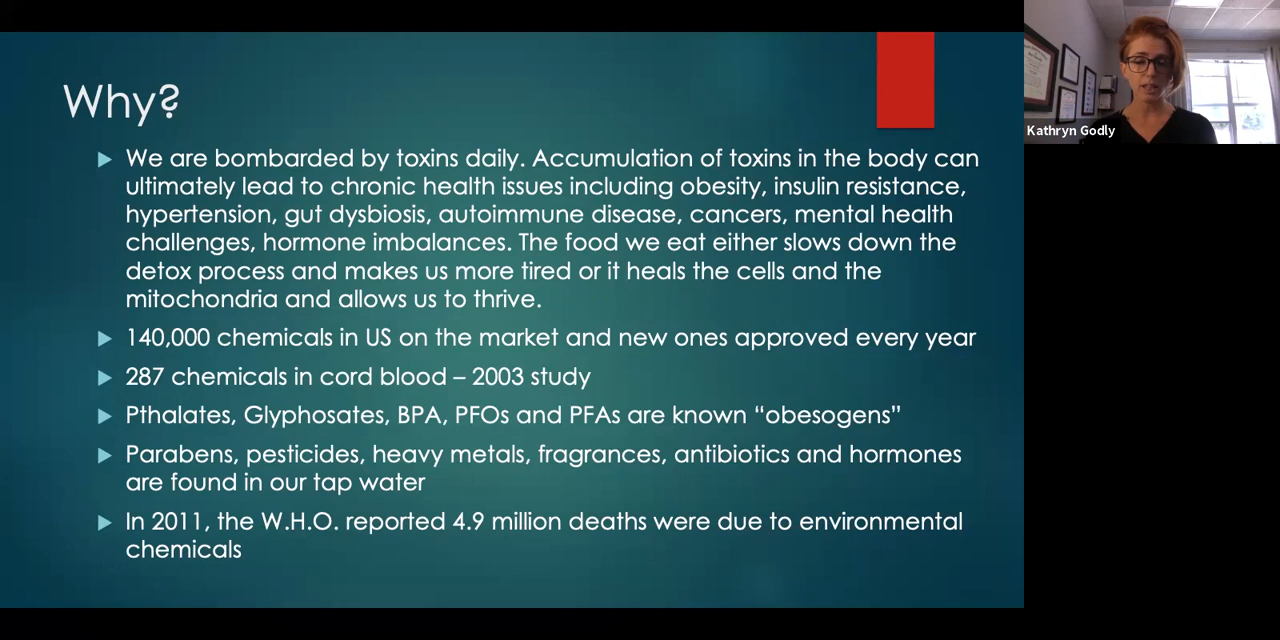 Why?
We are bombarded by toxins daily. Accumulation of toxins in the body can
ultimately lead to chronic health issues including obesity, insulin resistance,
hypertension, gut dysbiosis, autoimmune disease, cancers, mental health
challenges, hormone imbalances. The food we eat either slows down the
detox process and makes us more tired or it heals the cells and the
mitochondria and allows us to thrive.
140,000 chemicals in US on the market and new ones approved every year
287 chemicals in cord blood – 2003 study
Pthalates, Glyphosates, BPA, PFOs and PFAs are known “obesogens”
Parabens, pesticides, heavy metals, fragrances, antibiotics and hormones
are found in our tap water
In 2011, the W.H.O. reported 4.9 million deaths were due to environmental
chemicals
Kathryn Godly